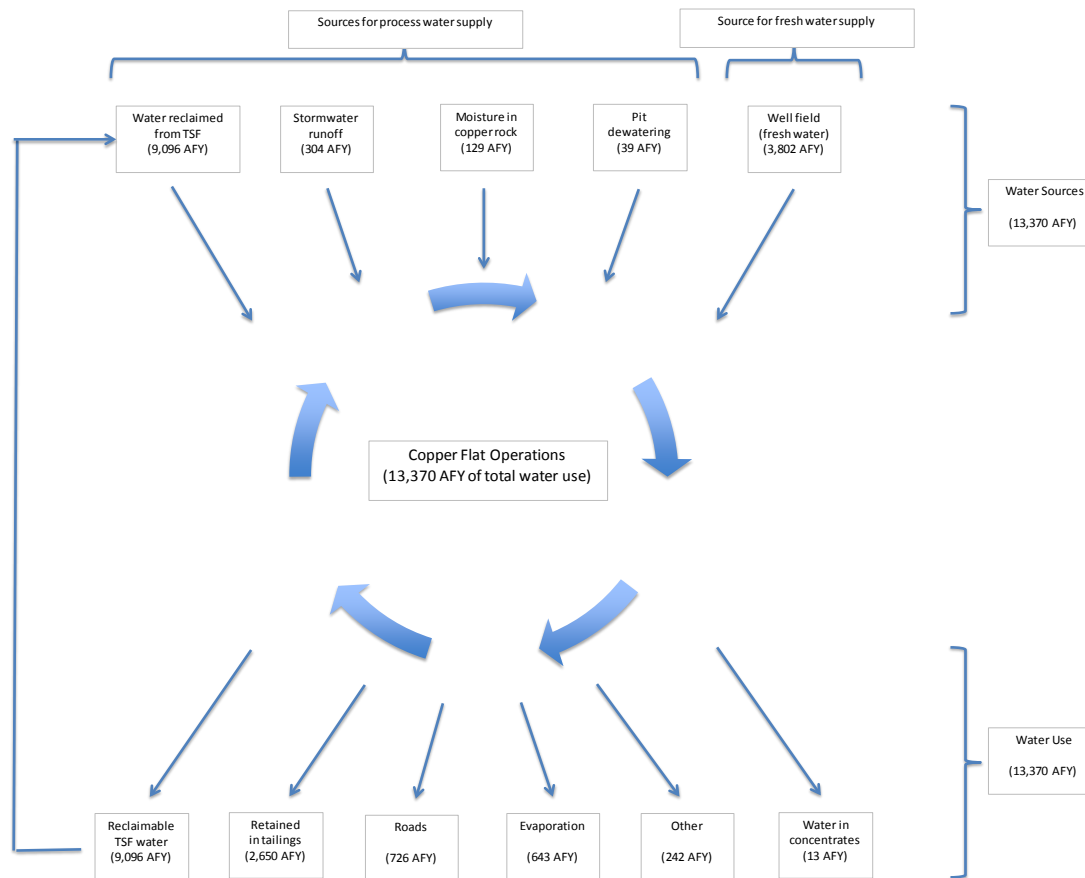 Sources for process water supply
Source for fresh water supply
Water reclaimed
from TSF
(9,096 AFY)
Stormwater
runoff
(304 AFY)
Moisture in
copper rock
(129 AFY)
Pit
dewatering
(39 AFY)
Well field
(fresh water)
(3,802 AFY)
Water Sources
(13,370 AFY)
Copper Flat Operations
(13,370 AFY of total water use)
Water Use
(13,370 AFY)
Reclaimable
TSF water
(9,096 AFY)
Retained
in tailings
(2,650 AFY)
Roads
(726 AFY)
Evaporation
(643 AFY)
Other
(242 AFY)
Water in
concentrates
(13 AFY)